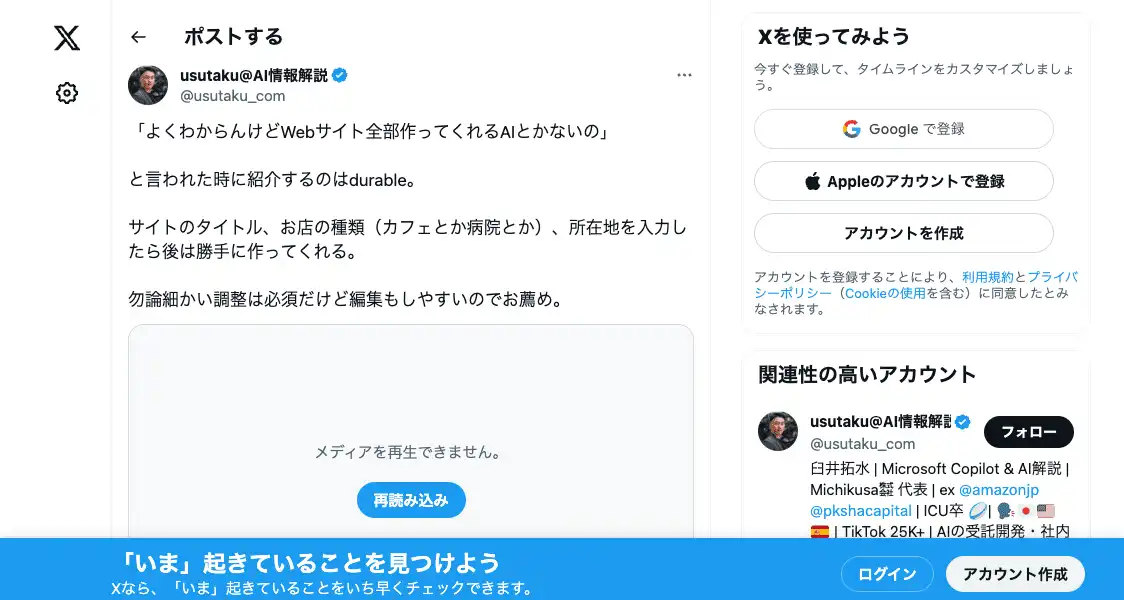 ポストする
usutaku@AI情報解説
@usutaku_com
「よくわからんけどWebサイト全部作ってくれるAIとかないの」
と言われた時に紹介するのはdurable。
サイトのタイトル、お店の種類（カフェとか病院とか）、所在地を入力し
たら後は勝手に作ってくれる。
勿論細かい調整は必須だけど編集もしやすいのでお薦め。
メディアを再生できません。
再読み込み
Xを使ってみよう
今すぐ登録して、タイムラインをカスタマイズしましょ
う。
Google で登録
Appleのアカウントで登録
アカウントを作成
アカウントを登録することにより、利用規約とプライバ
シーポリシー（Cookieの使用を含む）に同意したとみ
なされます。
関連性の高いアカウント
usutaku@AI情報解説
@usutaku_com
フォロー
臼井拓水 | Microsoft Copilot & AI解説 |
Michikusa㍿ 代表 | ex @amazonjp
@pkshacapital | ICU卒 🏉| 🗣️🇯🇵🇺🇸
🇪🇸 | TikTok 25K+ | AIの受託開発・社内
「いま」起きていることを見つけよう
Xなら、「いま」起きていることをいち早くチェックできます。
ログイン
アカウント作成